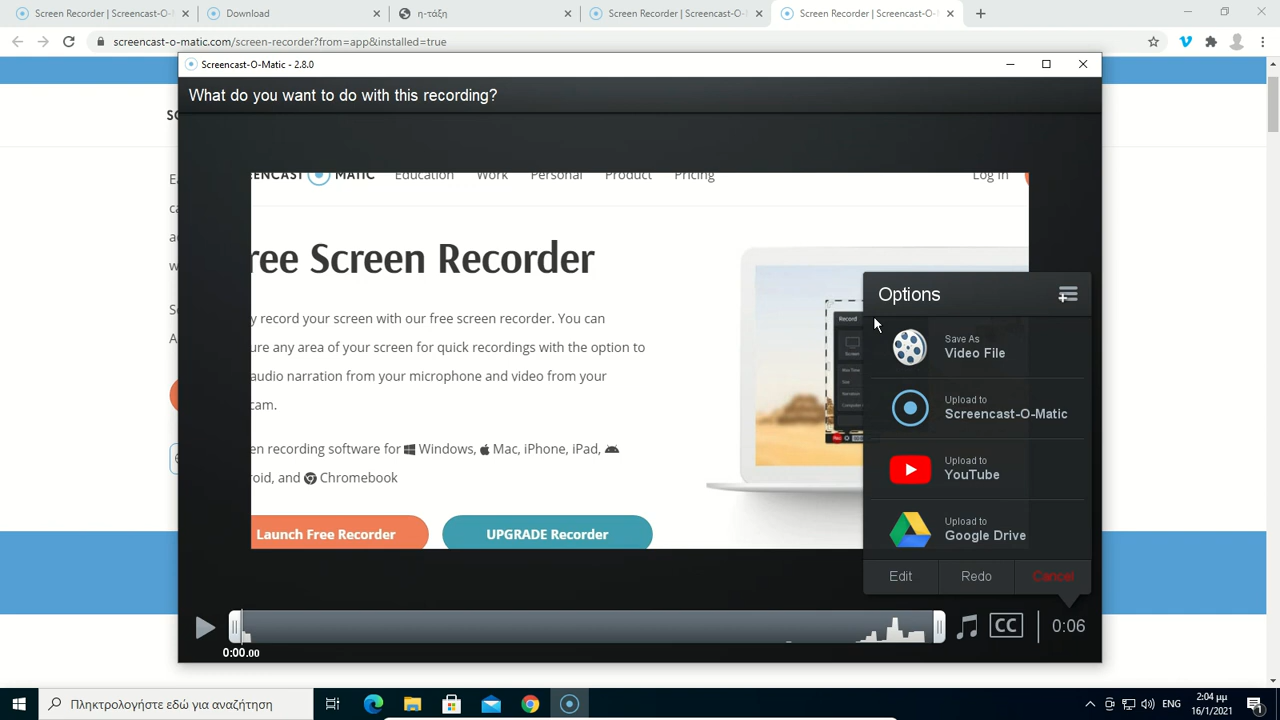 Screen Recorder | Screencast-O-M
Download
η-τάξη
Screen Recorder | Screencast-O-M
Screen Recorder | Screencast-O-M
screencast-o-matic.com/screen-recorder?from=app&installed=true
Screencast-O-Matic - 2.8.0
What do you want to do with this recording?
EENCAST MATIC Education Work Personal Product Pricing Log In
ree Screen Recorder
y record your screen with our free screen recorder. You can
ure any area of your screen for quick recordings with the option to
audio narration from your microphone and video from your
cam.
en recording software for Windows, Mac, iPhone, iPad,
roid, and Chromebook
Launch Free Recorder
UPGRADE Recorder
Record
Screen
Options
Save As
Video File
Upload to
Screencast-O-Matic
Upload to
YouTube
Upload to
Google Drive
Edit Redo Cancel
CC
0:06
0:00.00
Πληκτρολογήστε εδώ για αναζήτηση
ENG
2:04 μμ
16/1/2021
1